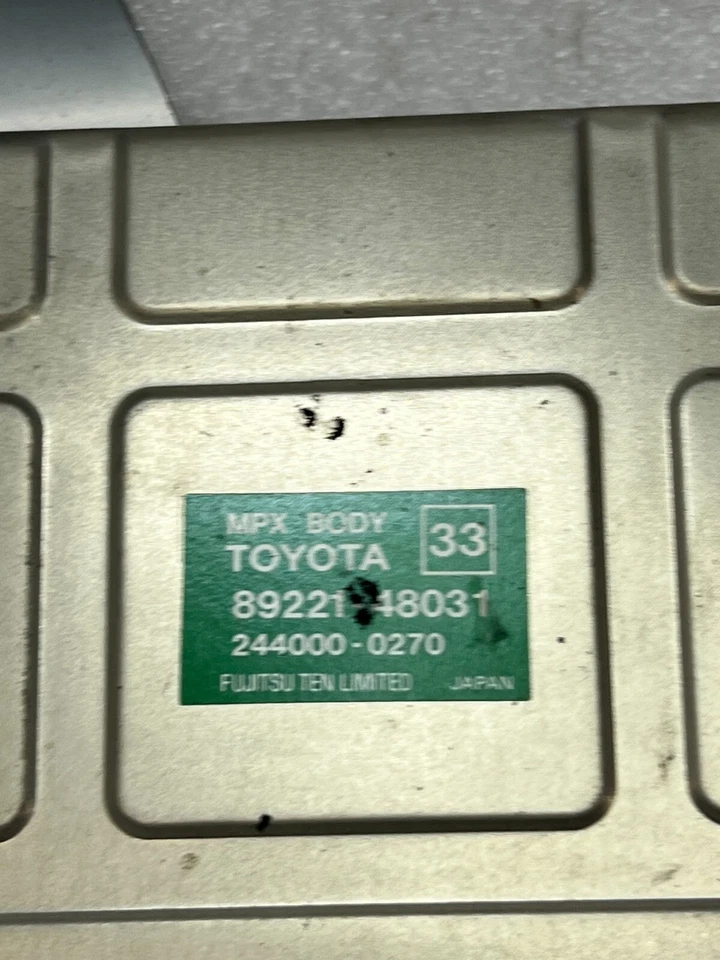 MPX BODY
33
TOYOTA
89221-48031
244000-0270
FUJITSU TEN LIMITED JAPAN